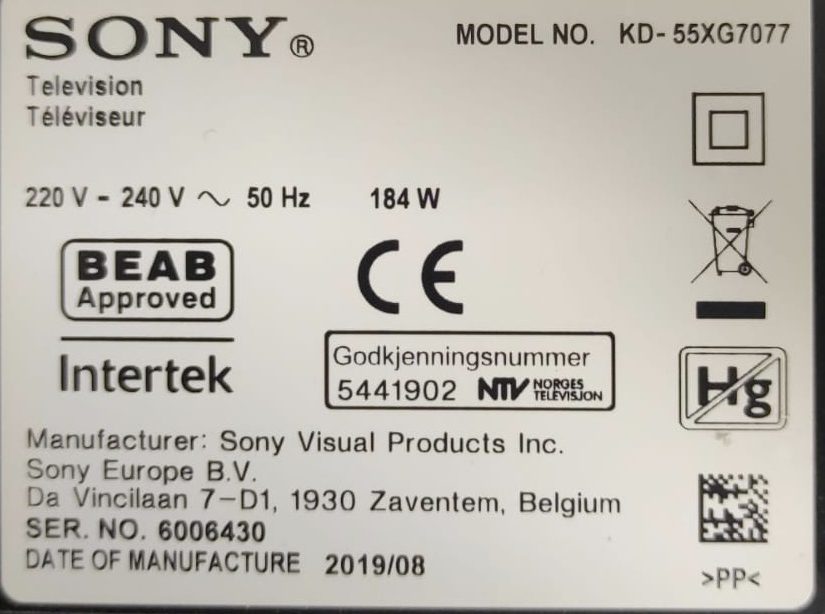 SONY®
MODEL NO. KD-55XG7077
Television
Téléviseur
220 V - 240 V ~ 50 Hz 184 W
BEAB
Approved
Intertek
CE
Godkjenningsnummer
5441902 NTV NORGES TELEVISJON
Hg
Manufacturer: Sony Visual Products Inc.
Sony Europe B.V.
Da Vincilaan 7-D1, 1930 Zaventem, Belgium
SER. NO. 6006430
DATE OF MANUFACTURE 2019/08
>PP<